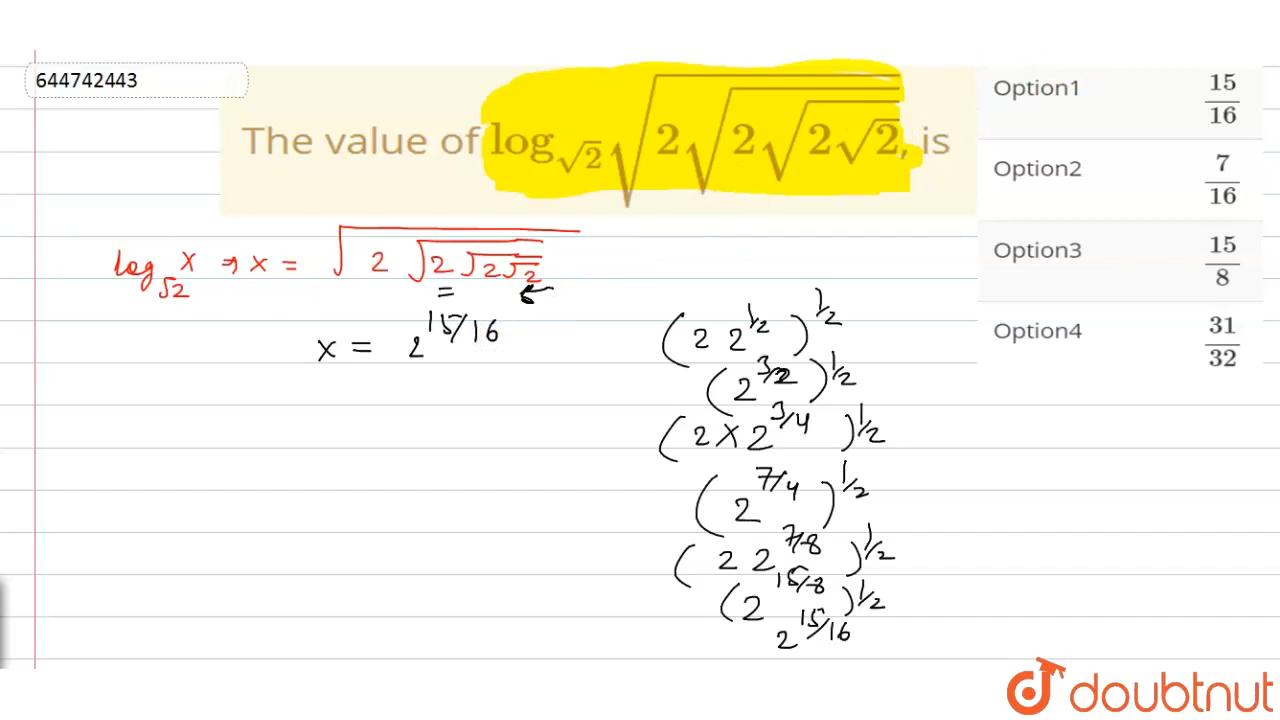 644742443
The value of log_√2 √(2√(2√(2√2))), is
Option1 15/16
Option2 7/16
Option3 15/8
Option4 31/32
log_√2 x ⇒ x = √(2√(2√(2√2)))
=
x = 2^15/16
(2 2^1/2)^1/2
(2^3/2)^1/2
(2 × 2^3/4)^1/2
(2^7/4)^1/2
(2 2^7/8)^1/2
(2^15/8)^1/2
2^15/16
doubtnut